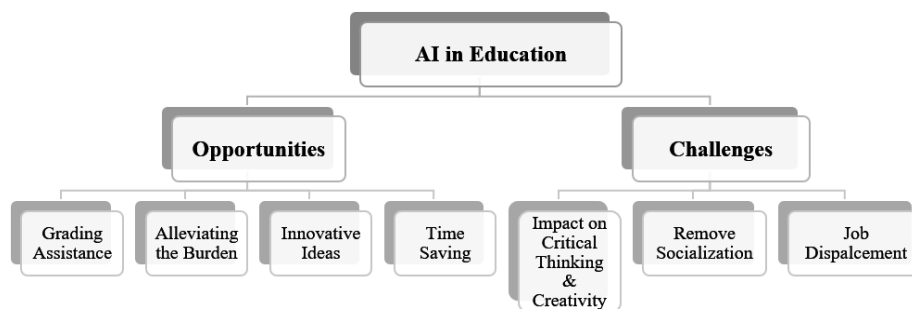 AI in Education
Opportunities
Challenges
Grading
Assistance
Alleviating
the Burden
Innovative
Ideas
Time
Saving
Impact on
Critical
Thinking
&
Creativity
Remove
Socialization
Job
Dispalcement